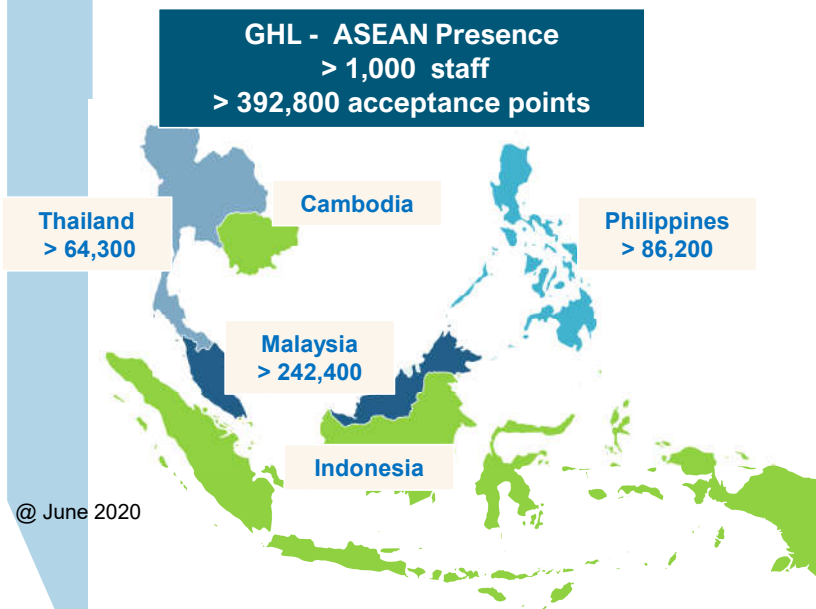 GHL - ASEAN Presence
> 1,000 staff
> 392,800 acceptance points
Cambodia
Thailand
> 64,300
Philippines
> 86,200
Malaysia
> 242,400
Indonesia
@ June 2020